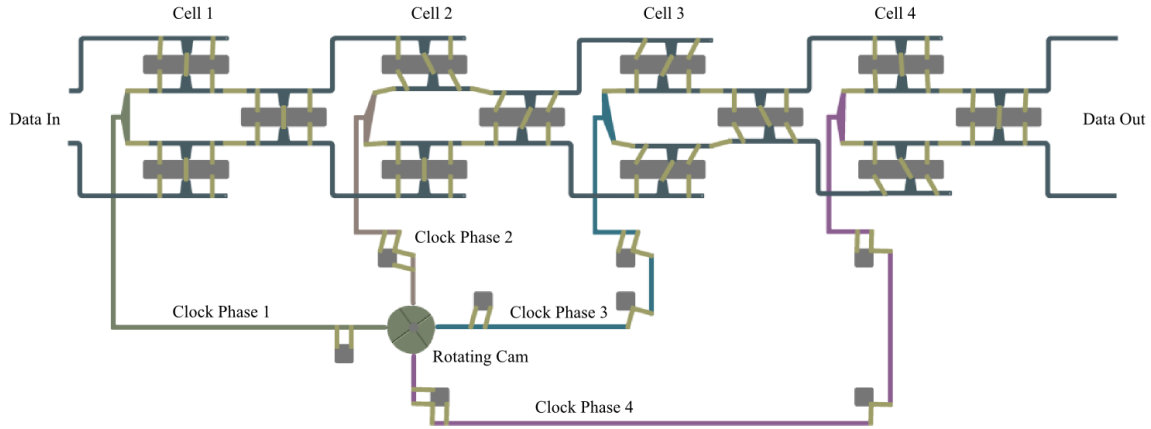 Cell 1
Cell 2
Cell 3
Cell 4
Data In
Data Out
Clock Phase 2
Clock Phase 1
Clock Phase 3
Rotating Cam
Clock Phase 4